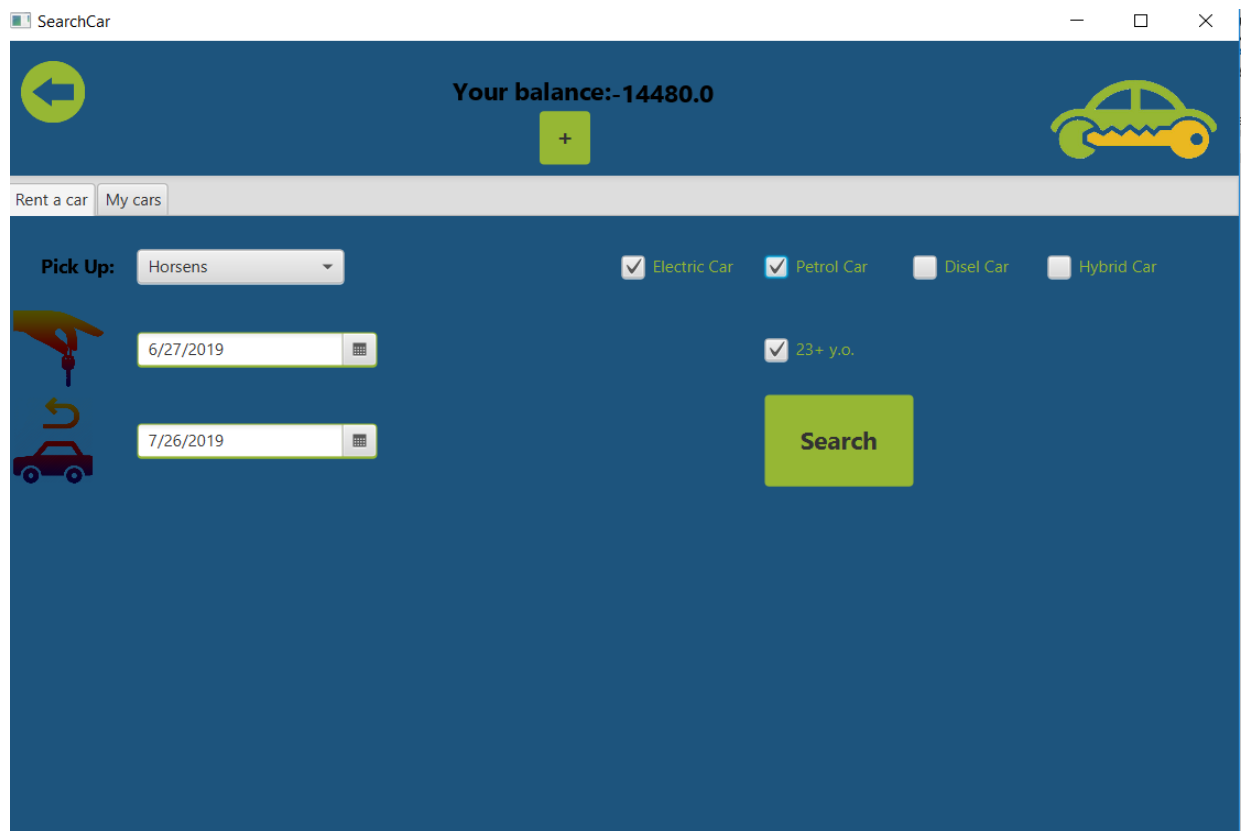 SearchCar
Your balance:-14480.0
+
Rent a car My cars
Pick Up: Horsens Electric Car Petrol Car Disel Car Hybrid Car
6/27/2019 23+ y.o.
7/26/2019 Search